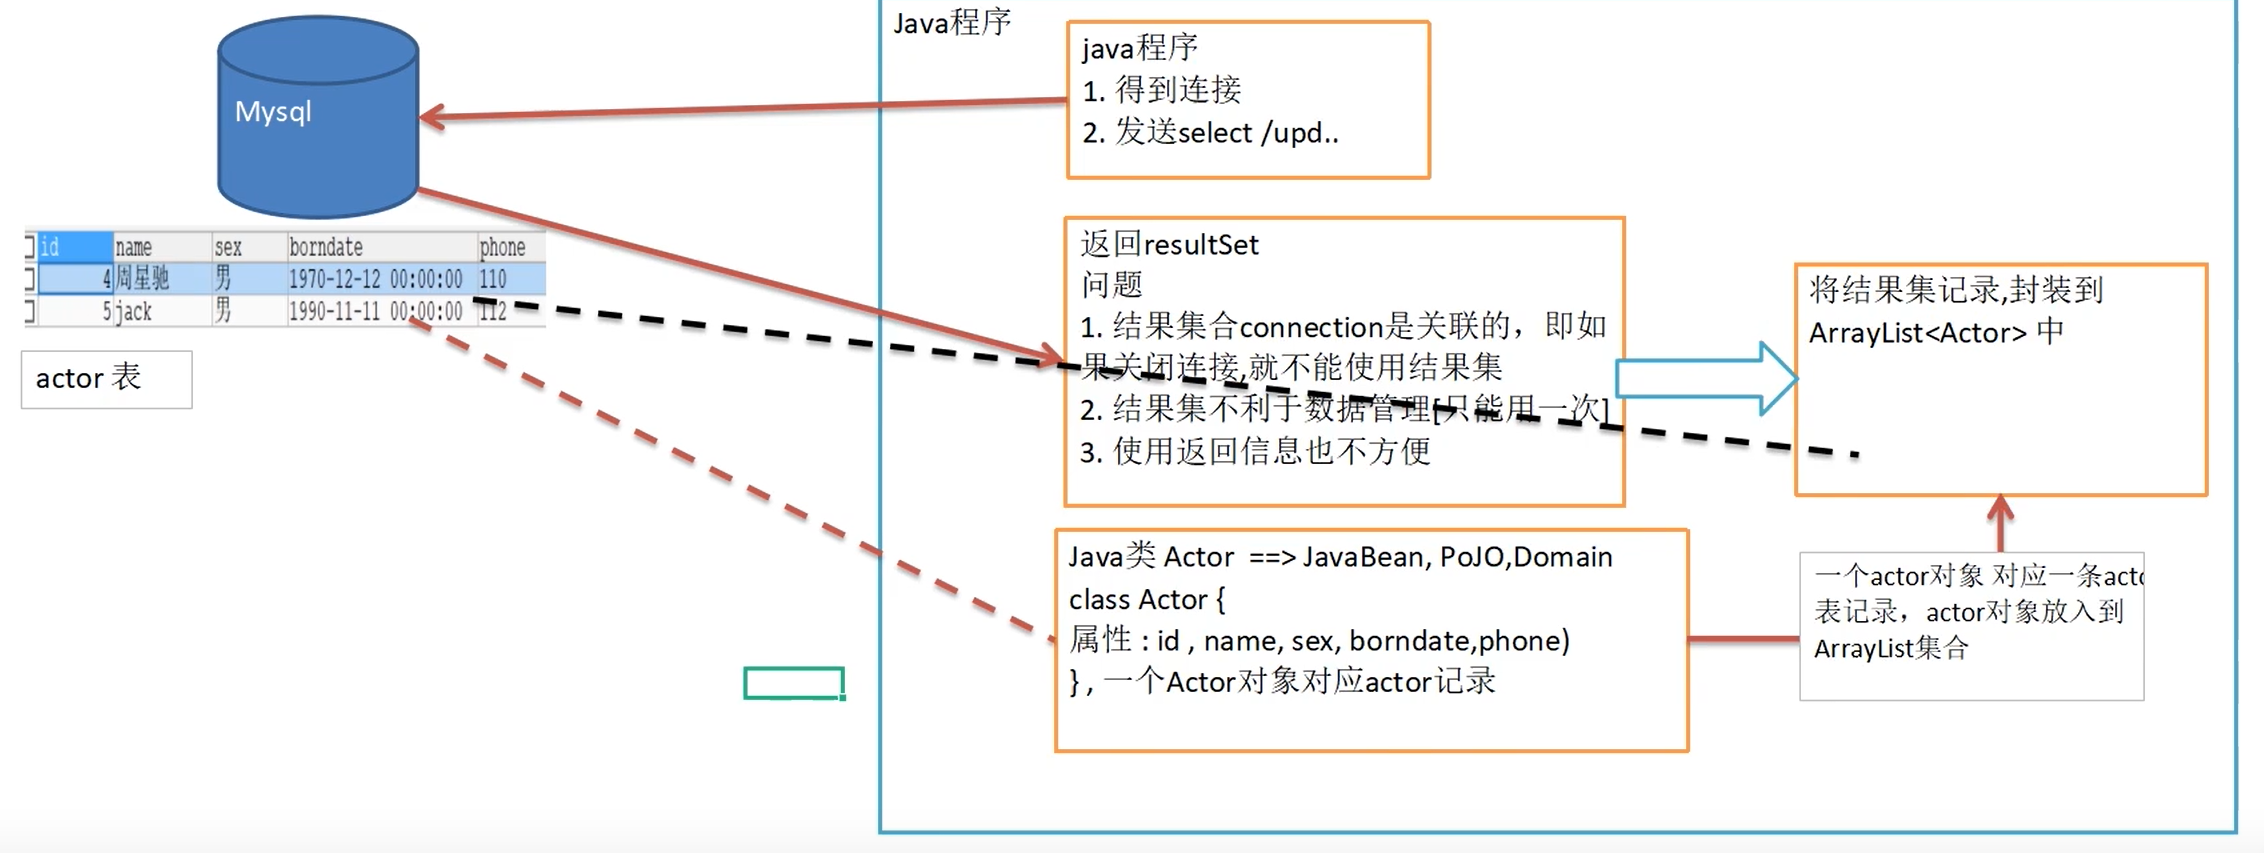 Mysql
id name sex borndate phone
4 周星驰 男 1970-12-12 00:00:00 110
5 jack 男 1990-11-11 00:00:00 112
actor 表
Java程序
java程序
1. 得到连接
2. 发送select /upd..
返回resultSet
问题
1. 结果集合connection是关联的，即如
果关闭连接,就不能使用结果集
2. 结果集不利于数据管理[只能用一次]
3. 使用返回信息也不方便
将结果集记录,封装到
ArrayList<Actor> 中
Java类 Actor ==> JavaBean, PoJO,Domain
class Actor {
属性 : id , name, sex, borndate,phone)
} , 一个Actor对象对应actor记录
一个actor对象 对应一条acto
表记录，actor对象放入到
ArrayList集合